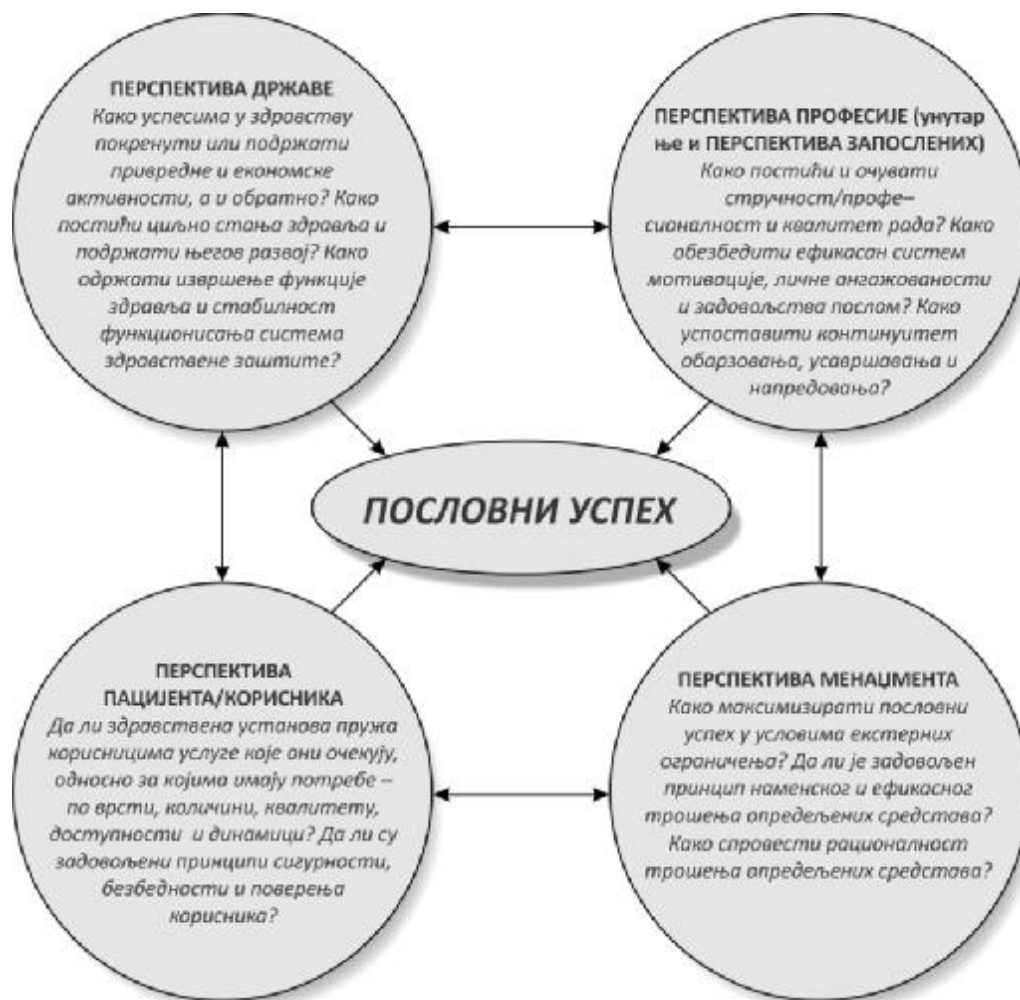 ПЕРСПЕКТИВА ДРЖАВЕ
Како успесима у здравству
покренути или подржати
привредне и економске
активности, а и обратно? Како
постићи циљно стања здравља и
подржати његов развој? Како
одржати извршење функције
здравља и стабилност
функционисања система
здравствене заштите?
ПЕРСПЕКТИВА ПРОФЕСИЈЕ (унутар
ње и ПЕРСПЕКТИВА ЗАПОСЛЕНИХ)
Како постићи и очувати
стручност/профе–
сионалност и квалитет рада? Како
обезбедити ефикасан систем
мотивације, личне ангажованости
и задовољства послом? Како
успоставити континуитет
обарзовања, усавршавања и
напредовања?
ПОСЛОВНИ УСПЕХ
ПЕРСПЕКТИВА
ПАЦИЈЕНТА/КОРИСНИКА
Да ли здравствена установа пружа
корисницима услуге које они очекују,
односно за којима имају потребе –
по врсти, количини, квалитету,
доступности и динамици? Да ли су
задовољени принципи сигурности,
безбедности и поверења
корисника?
ПЕРСПЕКТИВА МЕНАЏМЕНТА
Како максимизирати пословни
успех у условима екстерних
ограничења? Да ли је задовољен
принцип наменског и ефикасног
трошења опредељених средстава?
Како спровести рационалност
трошења опредељених средстава?